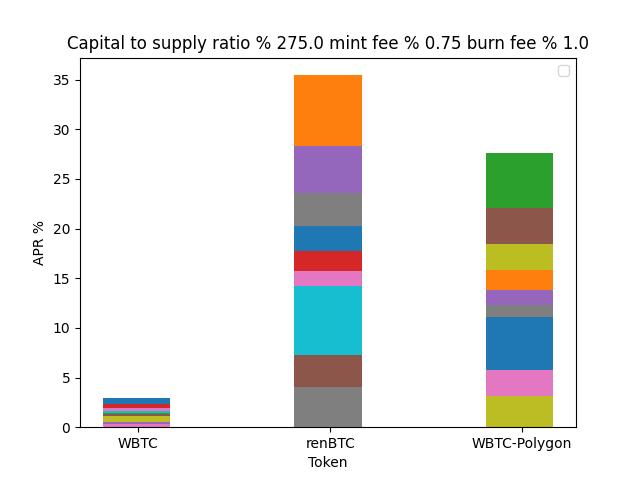 Capital to supply ratio % 275.0 mint fee % 0.75 burn fee % 1.0
35
30
25
20
15
10
5
0
APR %
WBTC
renBTC
WBTC-Polygon
Token